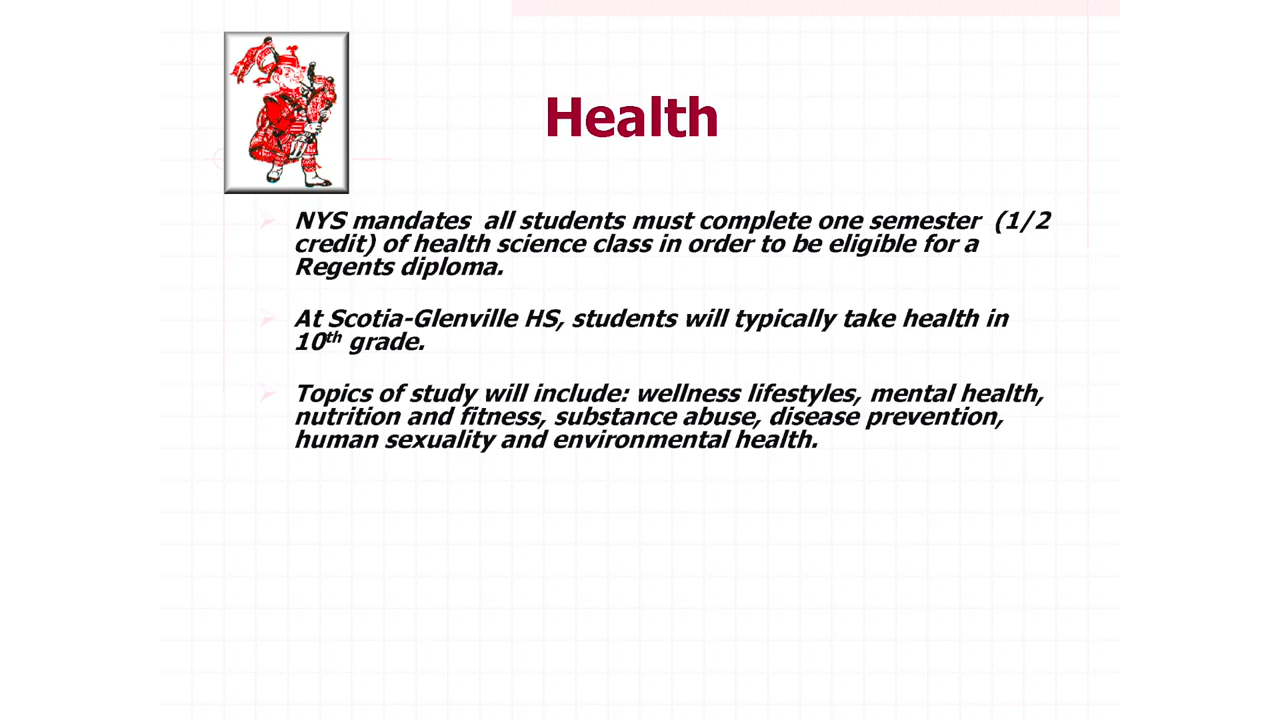 Health
NYS mandates  all students must complete one semester  (1/2
credit) of health science class in order to be eligible for a
Regents diploma.
At Scotia-Glenville HS, students will typically take health in
10th grade.
Topics of study will include: wellness lifestyles, mental health,
nutrition and fitness, substance abuse, disease prevention,
human sexuality and environmental health.